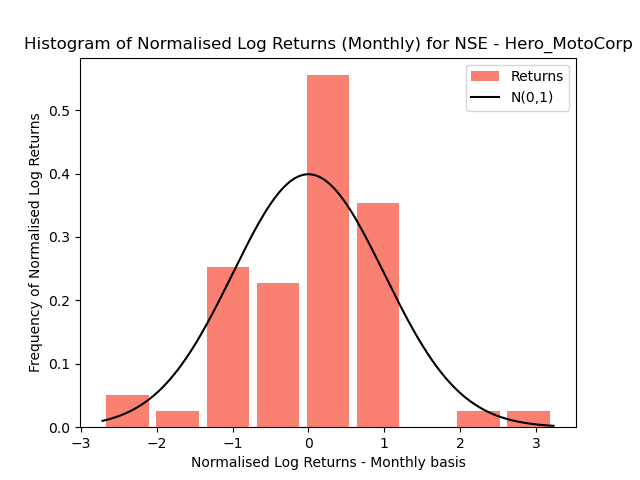 Histogram of Normalised Log Returns (Monthly) for NSE - Hero_MotoCorp
Returns
N(0,1)
Frequency of Normalised Log Returns
0.5
0.4
0.3
0.2
0.1
0.0
−3 −2 −1 0 1 2 3
Normalised Log Returns - Monthly basis